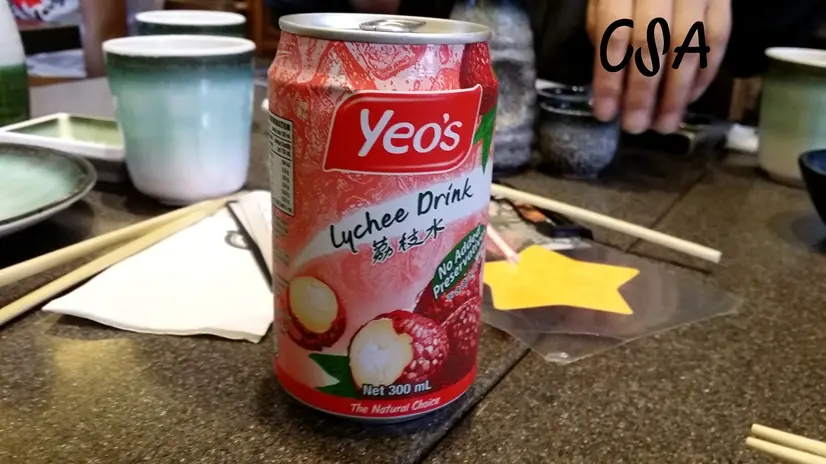 CSA
Yeo's
Lychee Drink
荔枝水
No Added
Preservatives
Net 300 mL
The Natural Choice